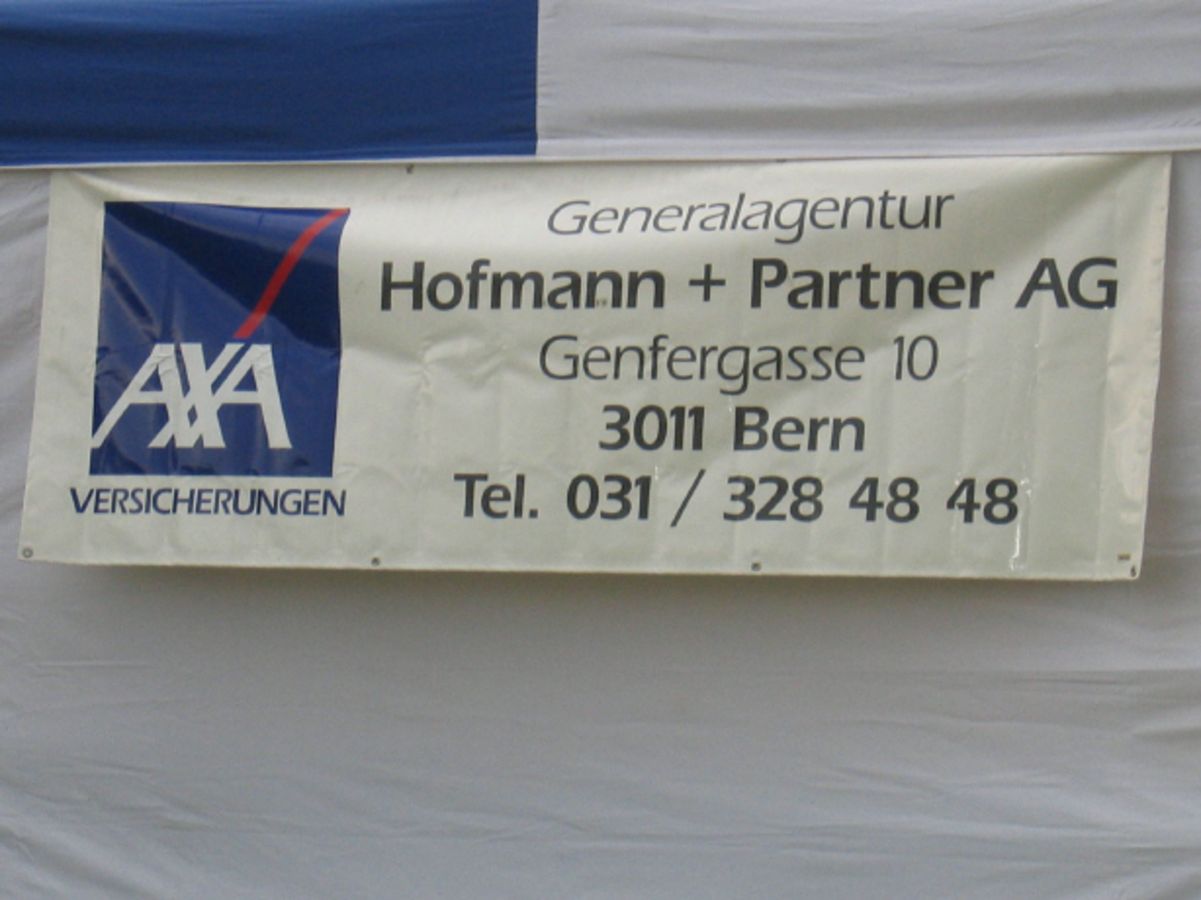 AXA
VERSICHERUNGEN
Generalagentur
Hofmann + Partner AG
Genfergasse 10
3011 Bern
Tel. 031 / 328 48 48